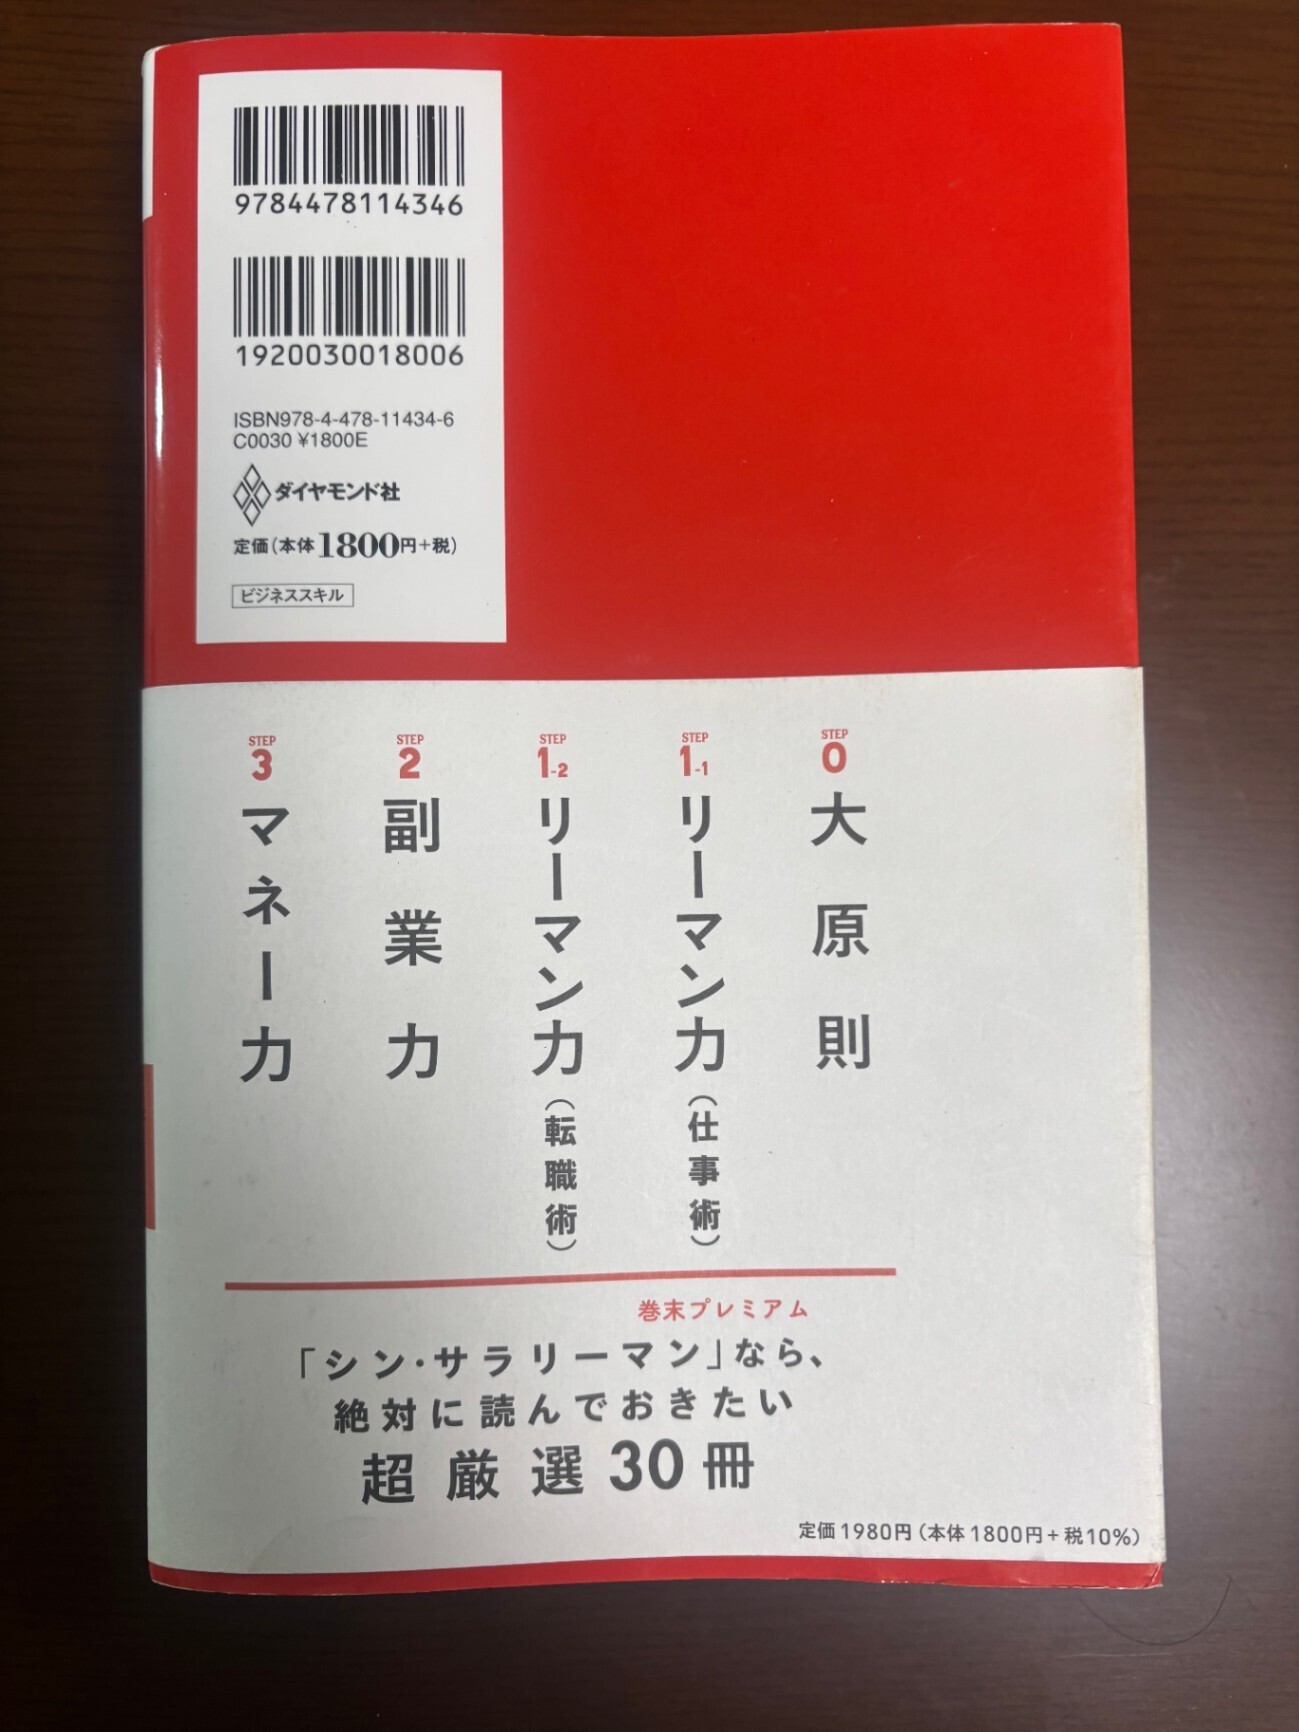 9784478114346
1920030018006
ISBN978-4-478-11434-6
C0030 ¥1800E
ダイヤモンド社
定価(本体1800円+税)
ビジネススキル
STEP
0
大原則
STEP
1-1
リーマン力(仕事術)
STEP
1-2
リーマン力(転職術)
STEP
2
副業力
STEP
3
マネー力
巻末プレミアム
「シン・サラリーマン」なら、
絶対に読んでおきたい
超厳選30冊
定価1980円(本体1800円+税10%)